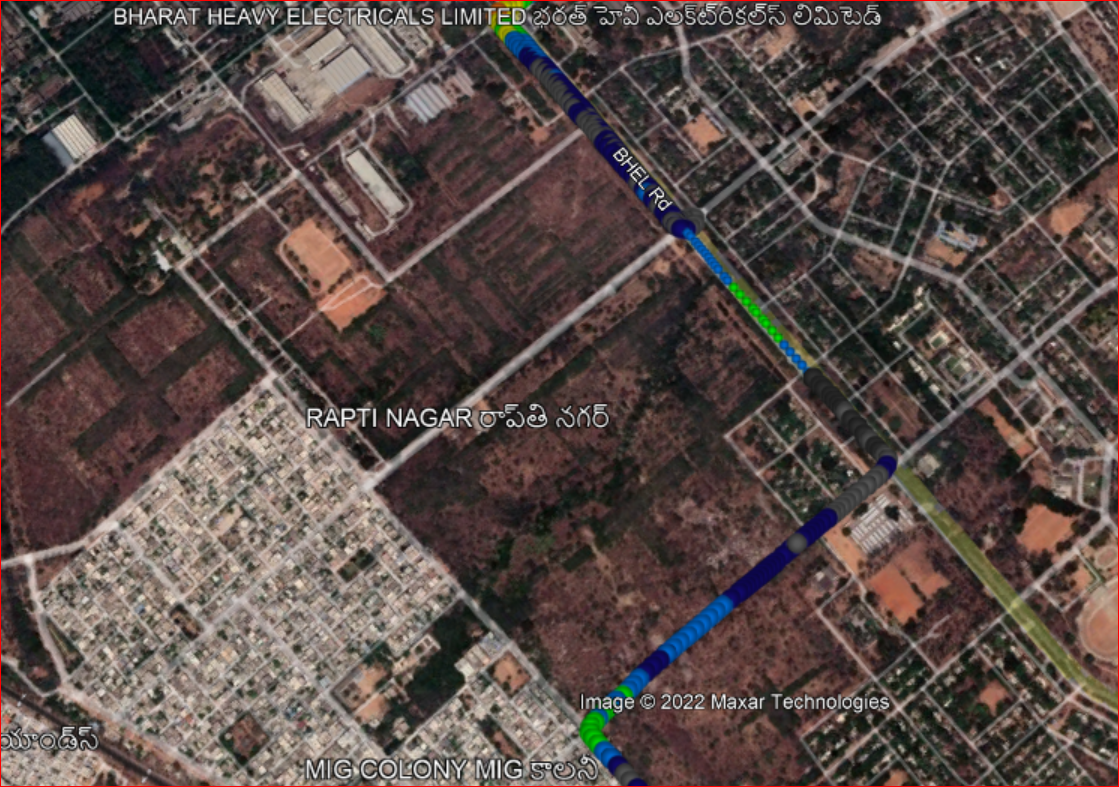 BHARAT HEAVY ELECTRICALS LIMITED భరత్ హెవీ ఎలక్ట్‌రికల్స్ లిమిటెడ్
BHEL Rd
RAPTI NAGAR రాప్‌తి నగర్
Image © 2022 Maxar Technologies
MIG COLONY MIG కాలనీ